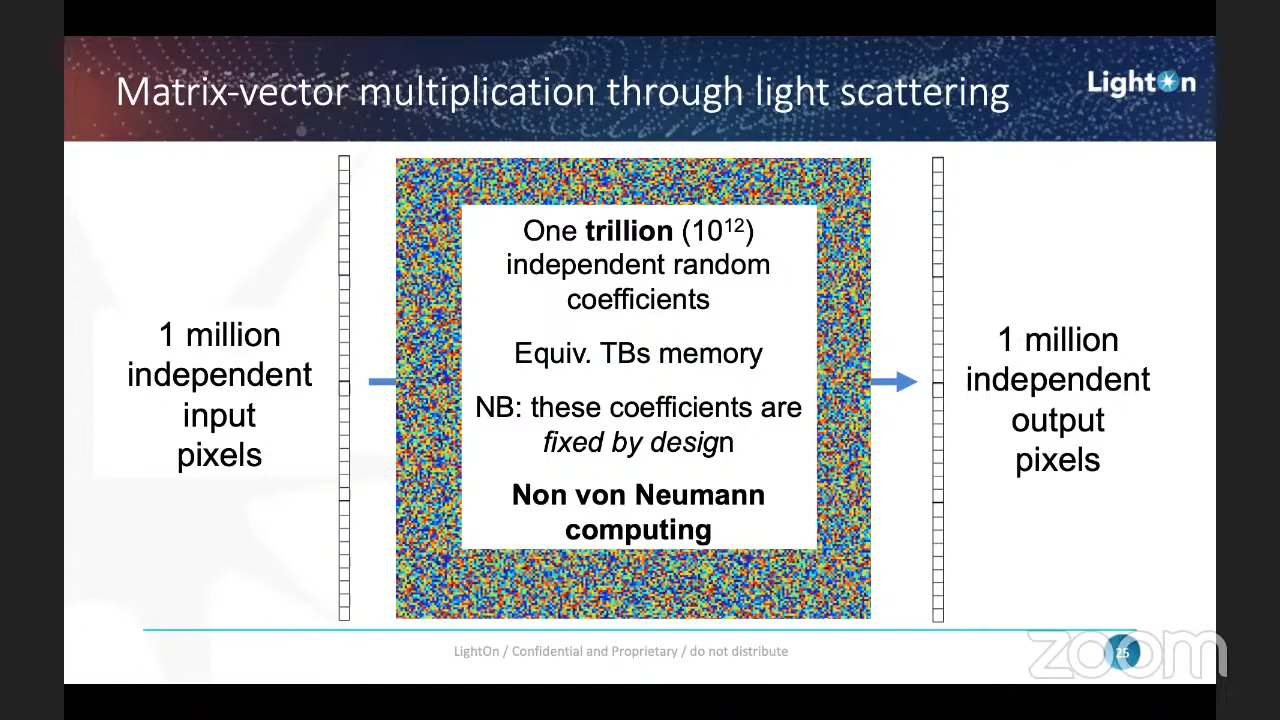 Matrix-vector multiplication through light scattering
LightOn
1 million
independent
input
pixels
One trillion (10¹²)
independent random
coefficients
Equiv. TBs memory
NB: these coefficients are
fixed by design
Non von Neumann
computing
1 million
independent
output
pixels
LightOn / Confidential and Proprietary / do not distribute
25
zoom